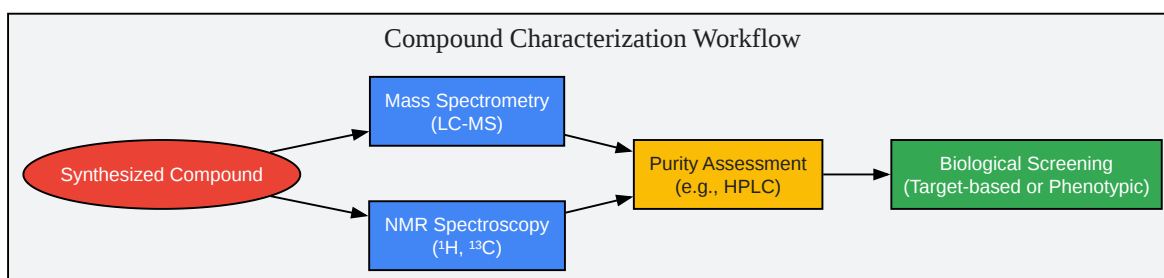 Compound Characterization Workflow
Mass Spectrometry
(LC-MS)
Synthesized Compound
Purity Assessment
(e.g., HPLC)
Biological Screening
(Target-based or Phenotypic)
NMR Spectroscopy
(¹H, ¹³C)